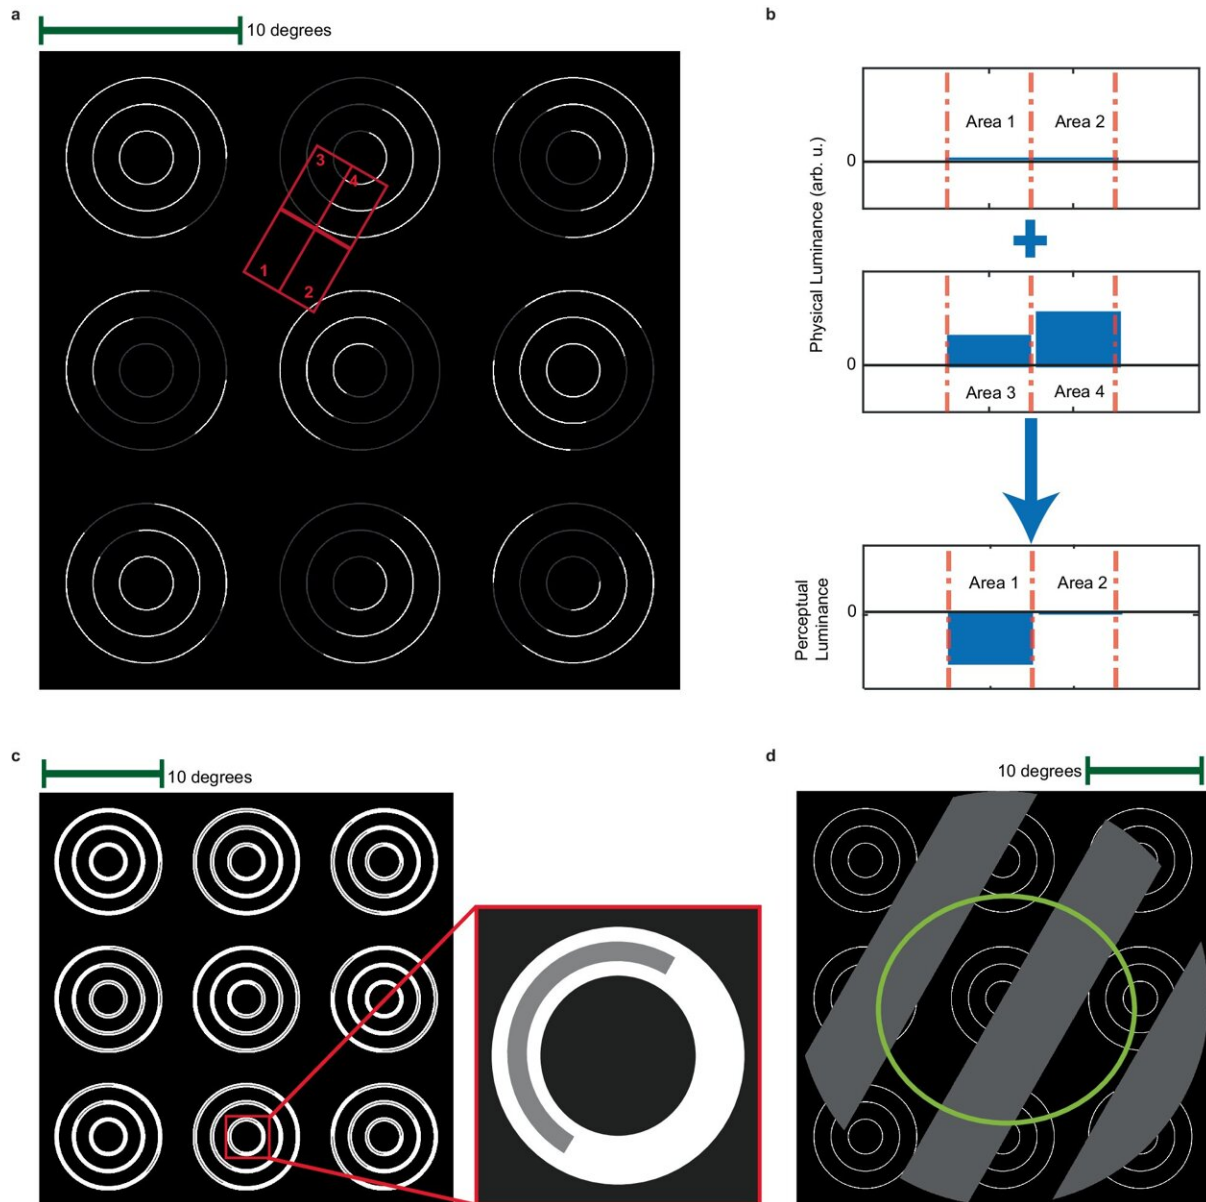 a
10 degrees
3
4
1
2
b
Physical Luminance (arb. u.)
0
Area 1
Area 2
0
Area 3
Area 4
Perceptual
Luminance
0
Area 1
Area 2
c
10 degrees
d
10 degrees